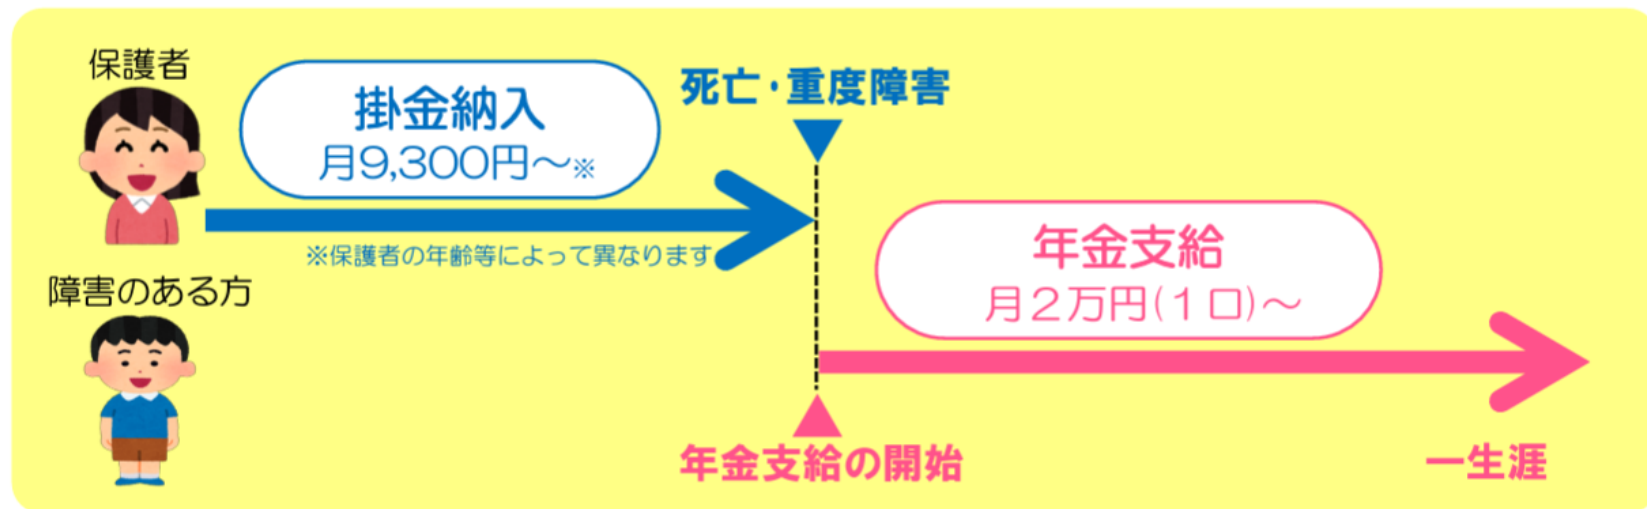 保護者
掛金納入
月9,300円～※
死亡・重度障害
※保護者の年齢等によって異なります
年金支給
月２万円(１口)～
障害のある方
年金支給の開始
一生涯